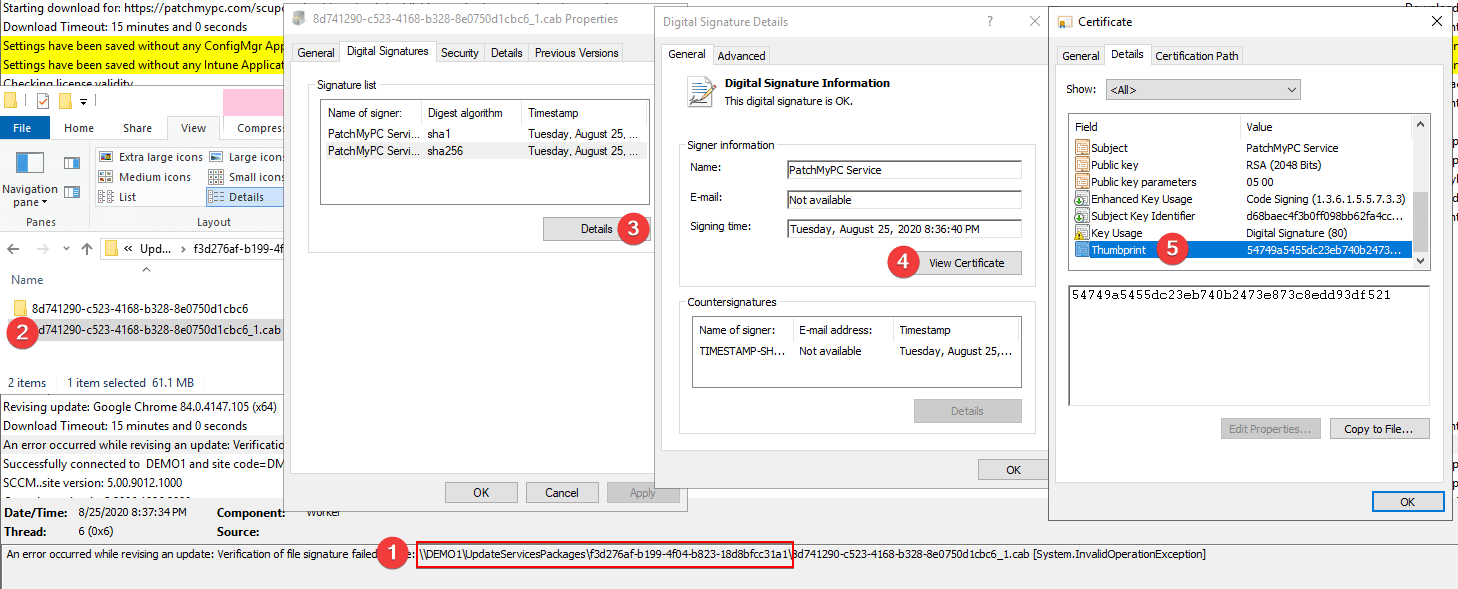 Starting download for: https://patchmypc.com/scupc
Download Timeout: 15 minutes and 0 seconds
Settings have been saved without any ConfigMgr App
Settings have been saved without any Intune Applicat
Checking license validity
File
Home
Share
View
Compress
Navigation pane
Extra large icons
Large icons
Medium icons
Small icons
List
Details
Panes
Layout
« Upd... > f3d276af-b199-4f
Name
8d741290-c523-4168-b328-8e0750d1cbc6
2
d741290-c523-4168-b328-8e0750d1cbc6_1.cab
2 items
1 item selected 61.1 MB
Revising update: Google Chrome 84.0.4147.105 (x64)
Download Timeout: 15 minutes and 0 seconds
An error occurred while revising an update: Verificatio
Successfully connected to DEMO1 and site code=DM
SCCM..site version: 5.00.9012.1000
Date/Time: 8/25/2020 8:37:34 PM
Component: Worker
Thread: 6 (0x6)
Source:
An error occurred while revising an update: Verification of file signature failed
1
\\DEMO1\UpdateServicesPackages\f3d276af-b199-4f04-b823-18d8bfcc31a1\8d741290-c523-4168-b328-8e0750d1cbc6_1.cab [System.InvalidOperationException]
8d741290-c523-4168-b328-8e0750d1cbc6_1.cab Properties
General
Digital Signatures
Security
Details
Previous Versions
Signature list
Name of signer:
Digest algorithm
Timestamp
PatchMyPC Servi... sha1 Tuesday, August 25, ...
PatchMyPC Servi... sha256 Tuesday, August 25, ...
Details
3
OK
Cancel
Apply
Digital Signature Details
?
General
Advanced
Digital Signature Information
This digital signature is OK.
Signer information
Name: PatchMyPC Service
E-mail: Not available
Signing time: Tuesday, August 25, 2020 8:36:40 PM
4
View Certificate
Countersignatures
Name of signer:
E-mail address:
Timestamp
TIMESTAMP-SH... Not available Tuesday, August 25,...
Details
OK
Certificate
General
Details
Certification Path
Show: <All>
Field
Value
Subject PatchMyPC Service
Public key RSA (2048 Bits)
Public key parameters 05 00
Enhanced Key Usage Code Signing (1.3.6.1.5.5.7.3.3)
Subject Key Identifier d68baec4f3b0ff098bb62fa4cc...
Key Usage Digital Signature (80)
Thumbprint
5
54749a5455dc23eb740b2473...
54749a5455dc23eb740b2473e873c8edd93df521
Edit Properties...
Copy to File...
OK